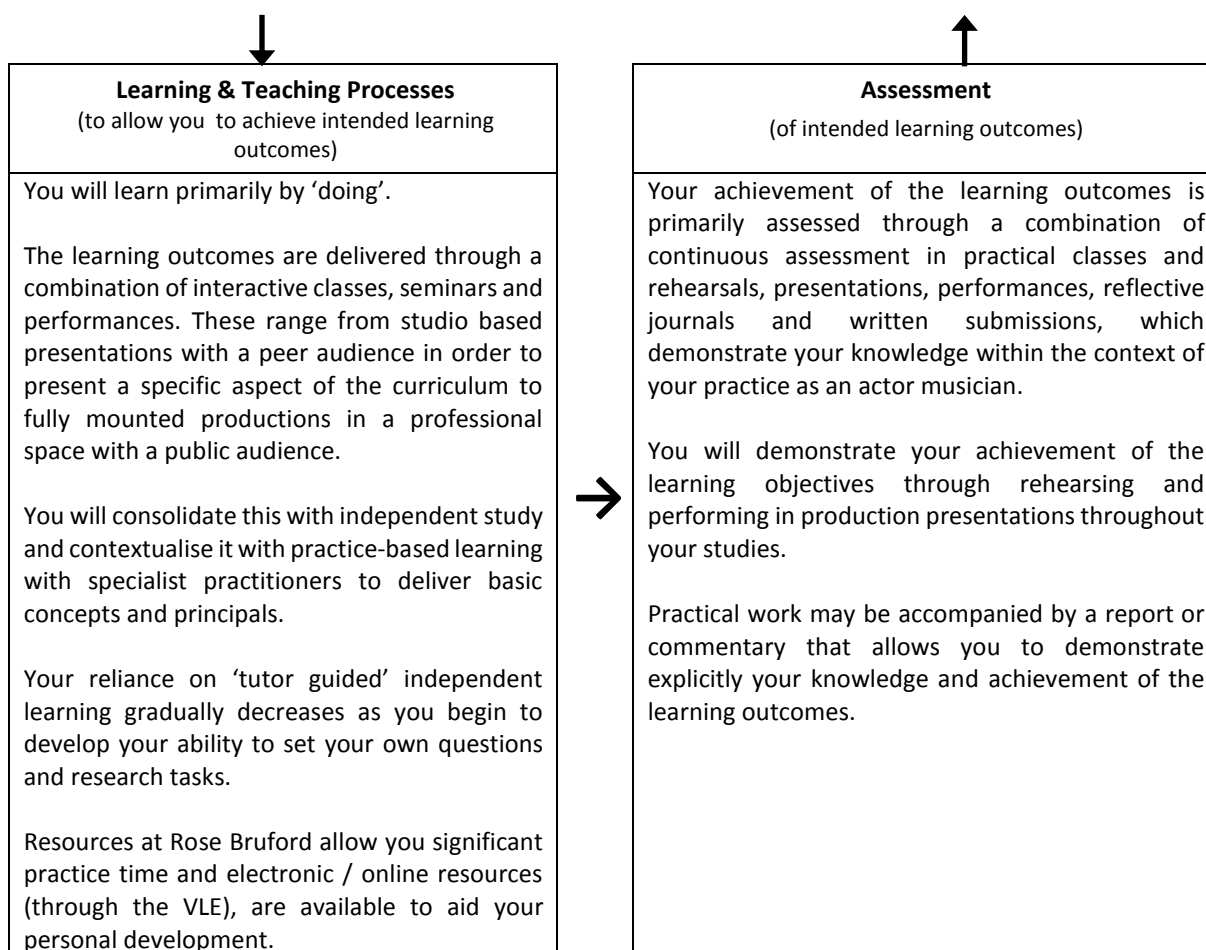 Learning & Teaching Processes
(to allow you  to achieve intended learning
outcomes)
You will learn primarily by ‘doing’.
The learning outcomes are delivered through a
combination of interactive classes, seminars and
performances. These range from studio based
presentations with a peer audience in order to
present a specific aspect of the curriculum to
fully mounted productions in a professional
space with a public audience.
You will consolidate this with independent study
and contextualise it with practice-based learning
with specialist practitioners to deliver basic
concepts and principals.
Your reliance on ‘tutor guided’ independent
learning gradually decreases as you begin to
develop your ability to set your own questions
and research tasks.
Resources at Rose Bruford allow you significant
practice time and electronic / online resources
(through the VLE), are available to aid your
personal development.
Assessment
(of intended learning outcomes)
Your achievement of the learning outcomes is
primarily assessed through a combination of
continuous assessment in practical classes and
rehearsals, presentations, performances, reflective
journals and written submissions, which
demonstrate your knowledge within the context of
your practice as an actor musician.
You will demonstrate your achievement of the
learning objectives through rehearsing and
performing in production presentations throughout
your studies.
Practical work may be accompanied by a report or
commentary that allows you to demonstrate
explicitly your knowledge and achievement of the
learning outcomes.